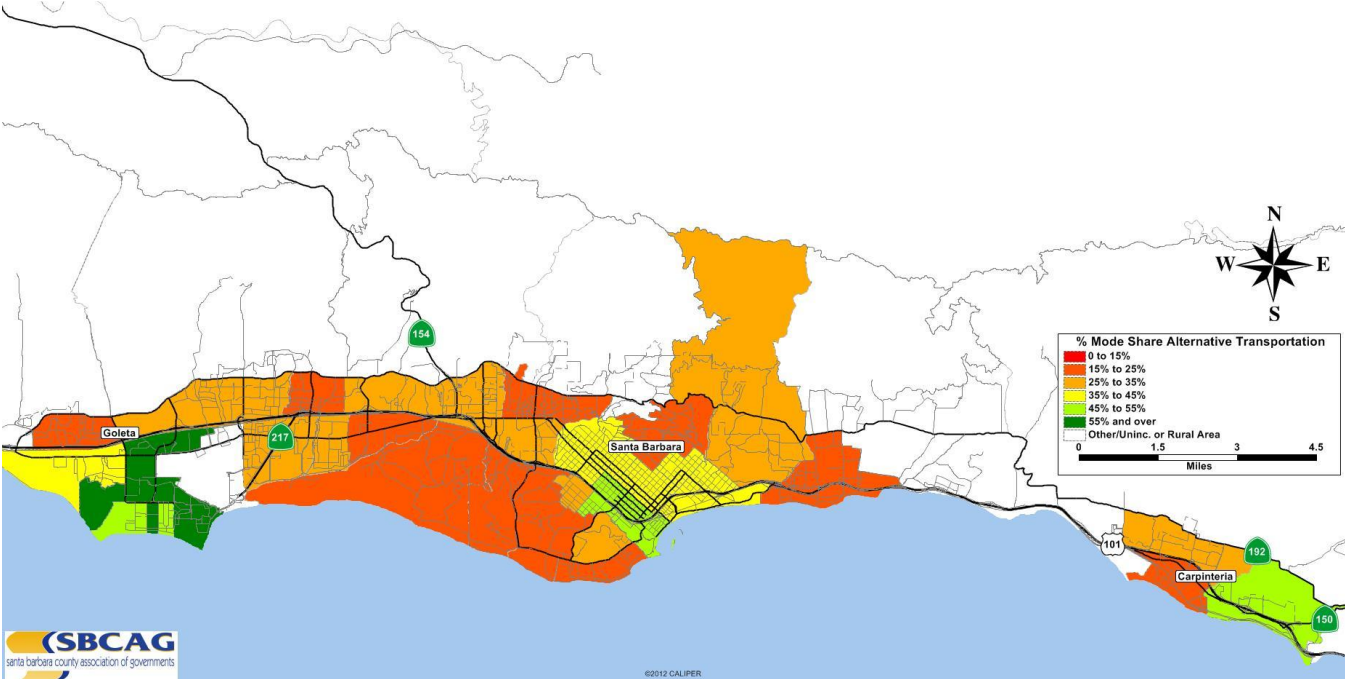 N
W E
S
154
% Mode Share Alternative Transportation
0 to 15%
15% to 25%
25% to 35%
35% to 45%
45% to 55%
55% and over
Other/Uninc. or Rural Area
0 1.5 3 4.5
Miles
Goleta
217
Santa Barbara
101
192
Carpinteria
150
SBCAG
santa barbara county association of governments
©2012 CALIPER